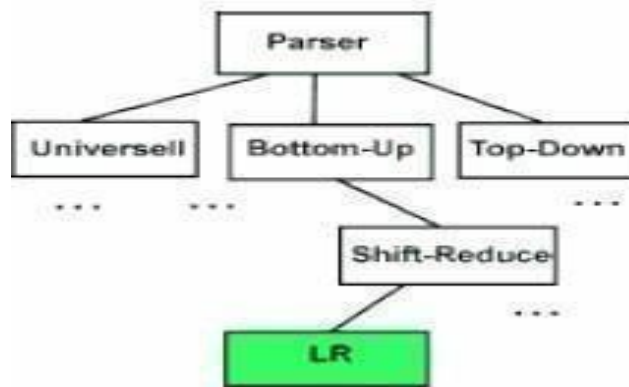 Parser
Universell
Bottom-Up
Top-Down
... ... ...
Shift-Reduce
...
LR